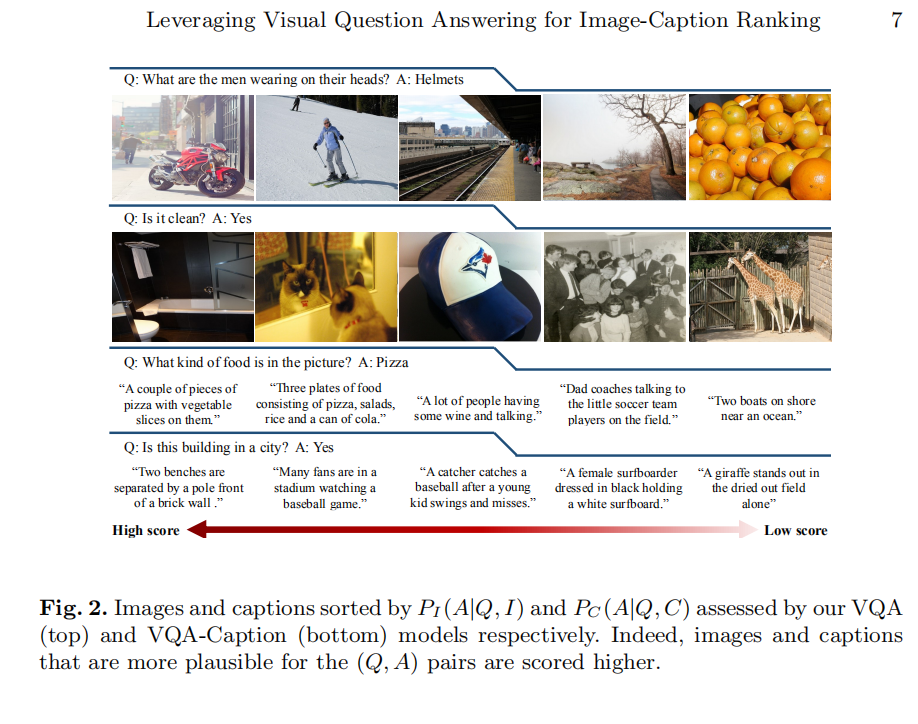 Leveraging Visual Question Answering for Image-Caption Ranking 7
Q: What are the men wearing on their heads? A: Helmets
Q: Is it clean? A: Yes
Q: What kind of food is in the picture? A: Pizza
“A couple of pieces of
pizza with vegetable
slices on them.”
“Three plates of food
consisting of pizza, salads,
rice and a can of cola.”
“A lot of people having
some wine and talking.”
“Dad coaches talking to
the little soccer team
players on the field.”
“Two boats on shore
near an ocean.”
Q: Is this building in a city? A: Yes
“Two benches are
separated by a pole front
of a brick wall .”
“Many fans are in a
stadium watching a
baseball game.”
“A catcher catches a
baseball after a young
kid swings and misses.”
“A female surfboarder
dressed in black holding
a white surfboard.”
“A giraffe stands out in
the dried out field
alone”
High score
Low score
Fig. 2. Images and captions sorted by P_I(A|Q, I) and P_C(A|Q, C) assessed by our VQA
(top) and VQA-Caption (bottom) models respectively. Indeed, images and captions
that are more plausible for the (Q, A) pairs are scored higher.